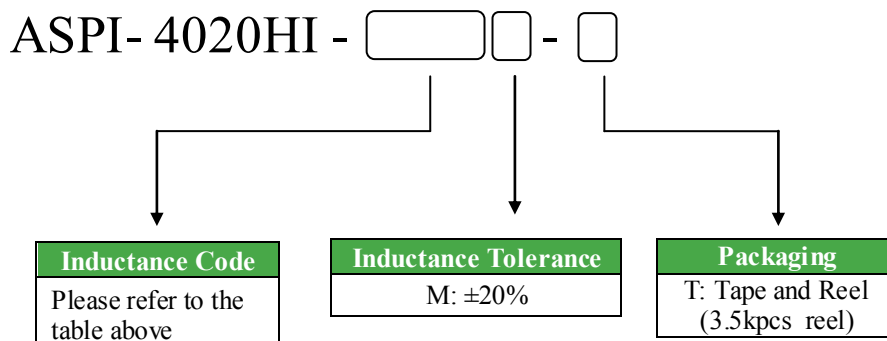 ASPI- 4020HI - -
Inductance Code
Please refer to the
table above
Inductance Tolerance
M: ±20%
Packaging
T: Tape and Reel
(3.5kpcs reel)